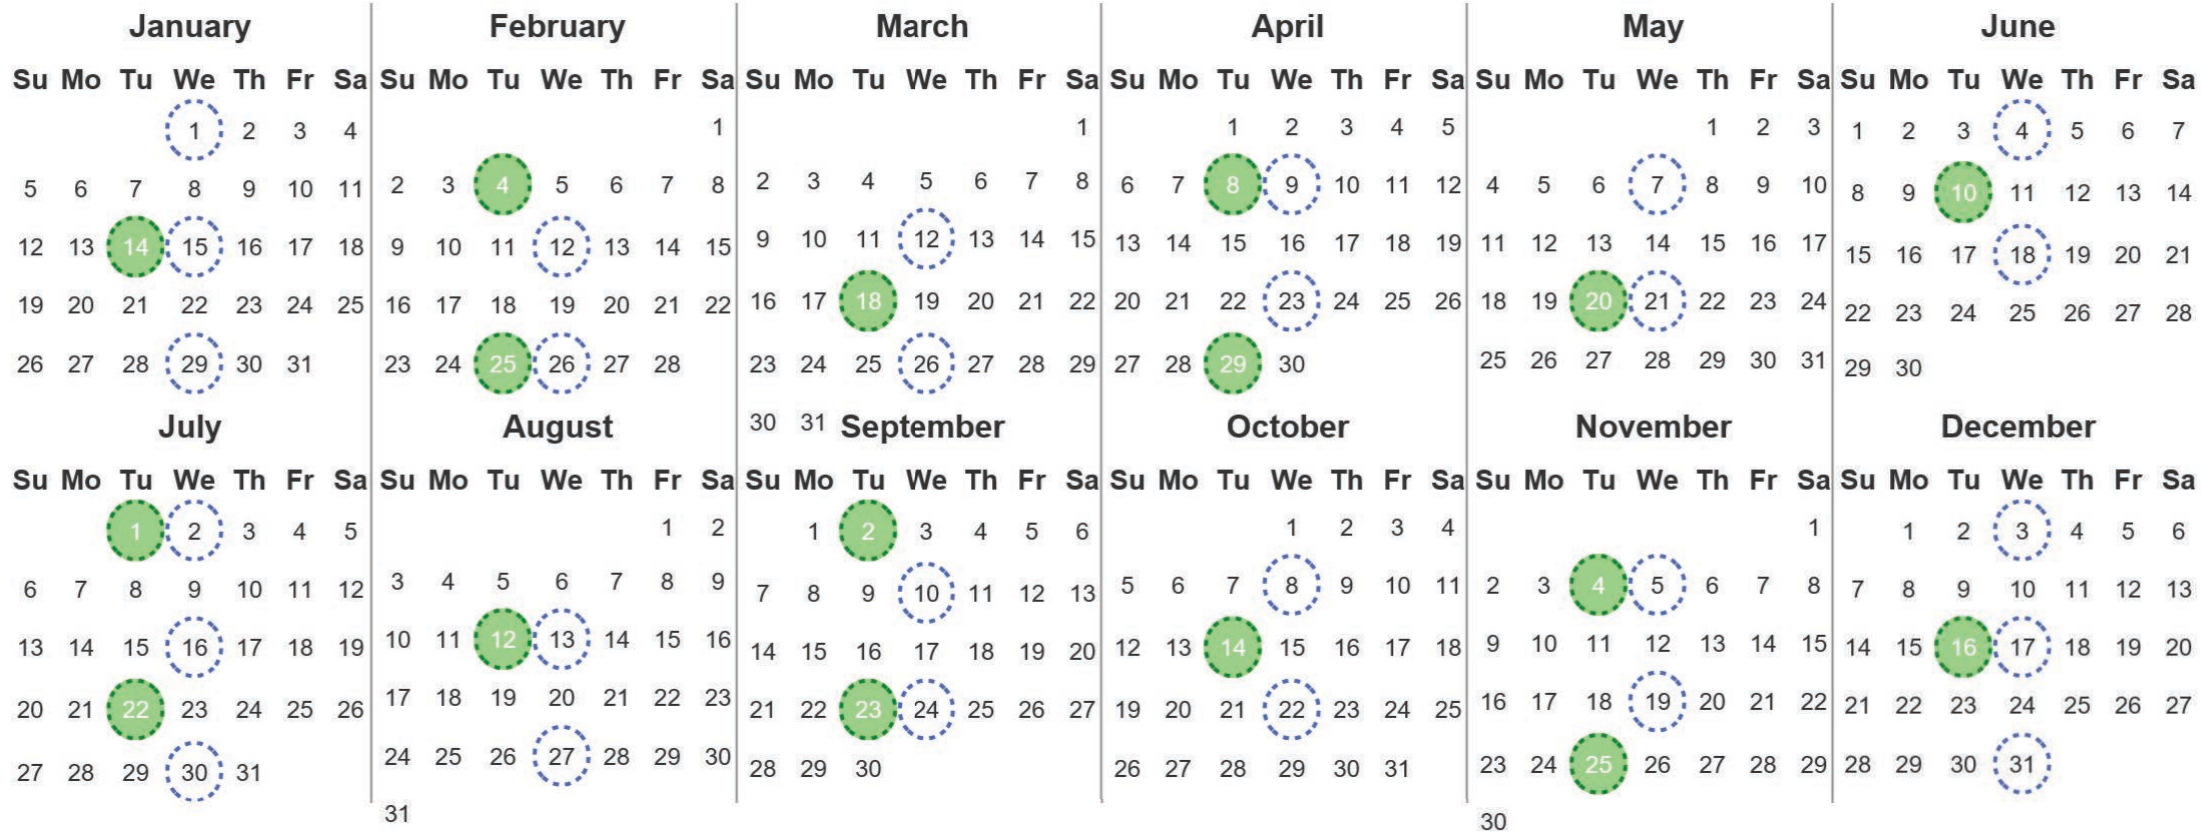 January February March April May June
Su Mo Tu We Th Fr Sa Su Mo Tu We Th Fr Sa Su Mo Tu We Th Fr Sa Su Mo Tu We Th Fr Sa Su Mo Tu We Th Fr Sa Su Mo Tu We Th Fr Sa
1 2 3 4 1 1 1 2 3 4 5 1 2 3 1 2 3 4 5 6 7
5 6 7 8 9 10 11 2 3 4 5 6 7 8 2 3 4 5 6 7 8 6 7 8 9 10 11 12 4 5 6 7 8 9 10 8 9 10 11 12 13 14
12 13 14 15 16 17 18 9 10 11 12 13 14 15 9 10 11 12 13 14 15 13 14 15 16 17 18 19 11 12 13 14 15 16 17 15 16 17 18 19 20 21
19 20 21 22 23 24 25 16 17 18 19 20 21 22 16 17 18 19 20 21 22 20 21 22 23 24 25 26 18 19 20 21 22 23 24 22 23 24 25 26 27 28
26 27 28 29 30 31 23 24 25 26 27 28 23 24 25 26 27 28 29 27 28 29 30 25 26 27 28 29 30 31 29 30
30 31
July August September October November December
Su Mo Tu We Th Fr Sa Su Mo Tu We Th Fr Sa Su Mo Tu We Th Fr Sa Su Mo Tu We Th Fr Sa Su Mo Tu We Th Fr Sa Su Mo Tu We Th Fr Sa
1 2 3 4 5 1 2 1 2 3 4 5 6 1 2 3 4 1 1 2 3 4 5 6
6 7 8 9 10 11 12 3 4 5 6 7 8 9 7 8 9 10 11 12 13 5 6 7 8 9 10 11 2 3 4 5 6 7 8 7 8 9 10 11 12 13
13 14 15 16 17 18 19 10 11 12 13 14 15 16 14 15 16 17 18 19 20 12 13 14 15 16 17 18 9 10 11 12 13 14 15 14 15 16 17 18 19 20
20 21 22 23 24 25 26 17 18 19 20 21 22 23 21 22 23 24 25 26 27 19 20 21 22 23 24 25 16 17 18 19 20 21 22 21 22 23 24 25 26 27
27 28 29 30 31 24 25 26 27 28 29 30 28 29 30 26 27 28 29 30 31 23 24 25 26 27 28 29 28 29 30 31
31 30